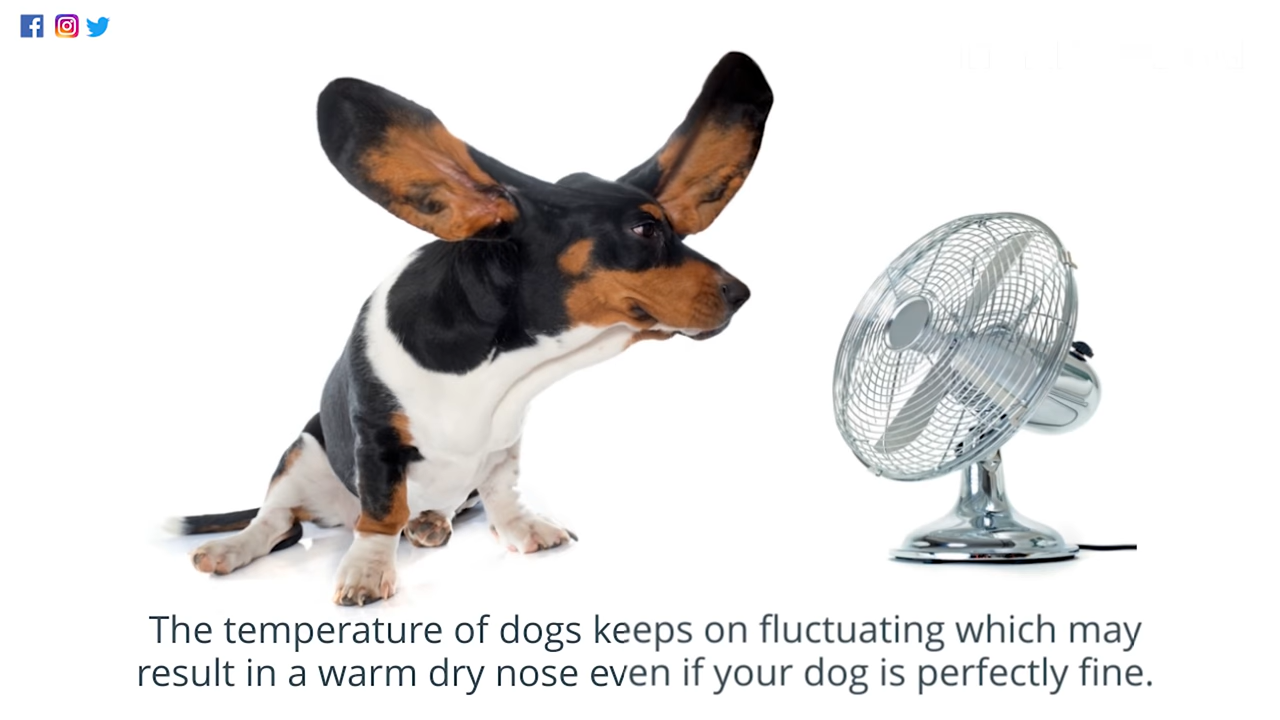 The temperature of dogs keeps on fluctuating which may
result in a warm dry nose even if your dog is perfectly fine.